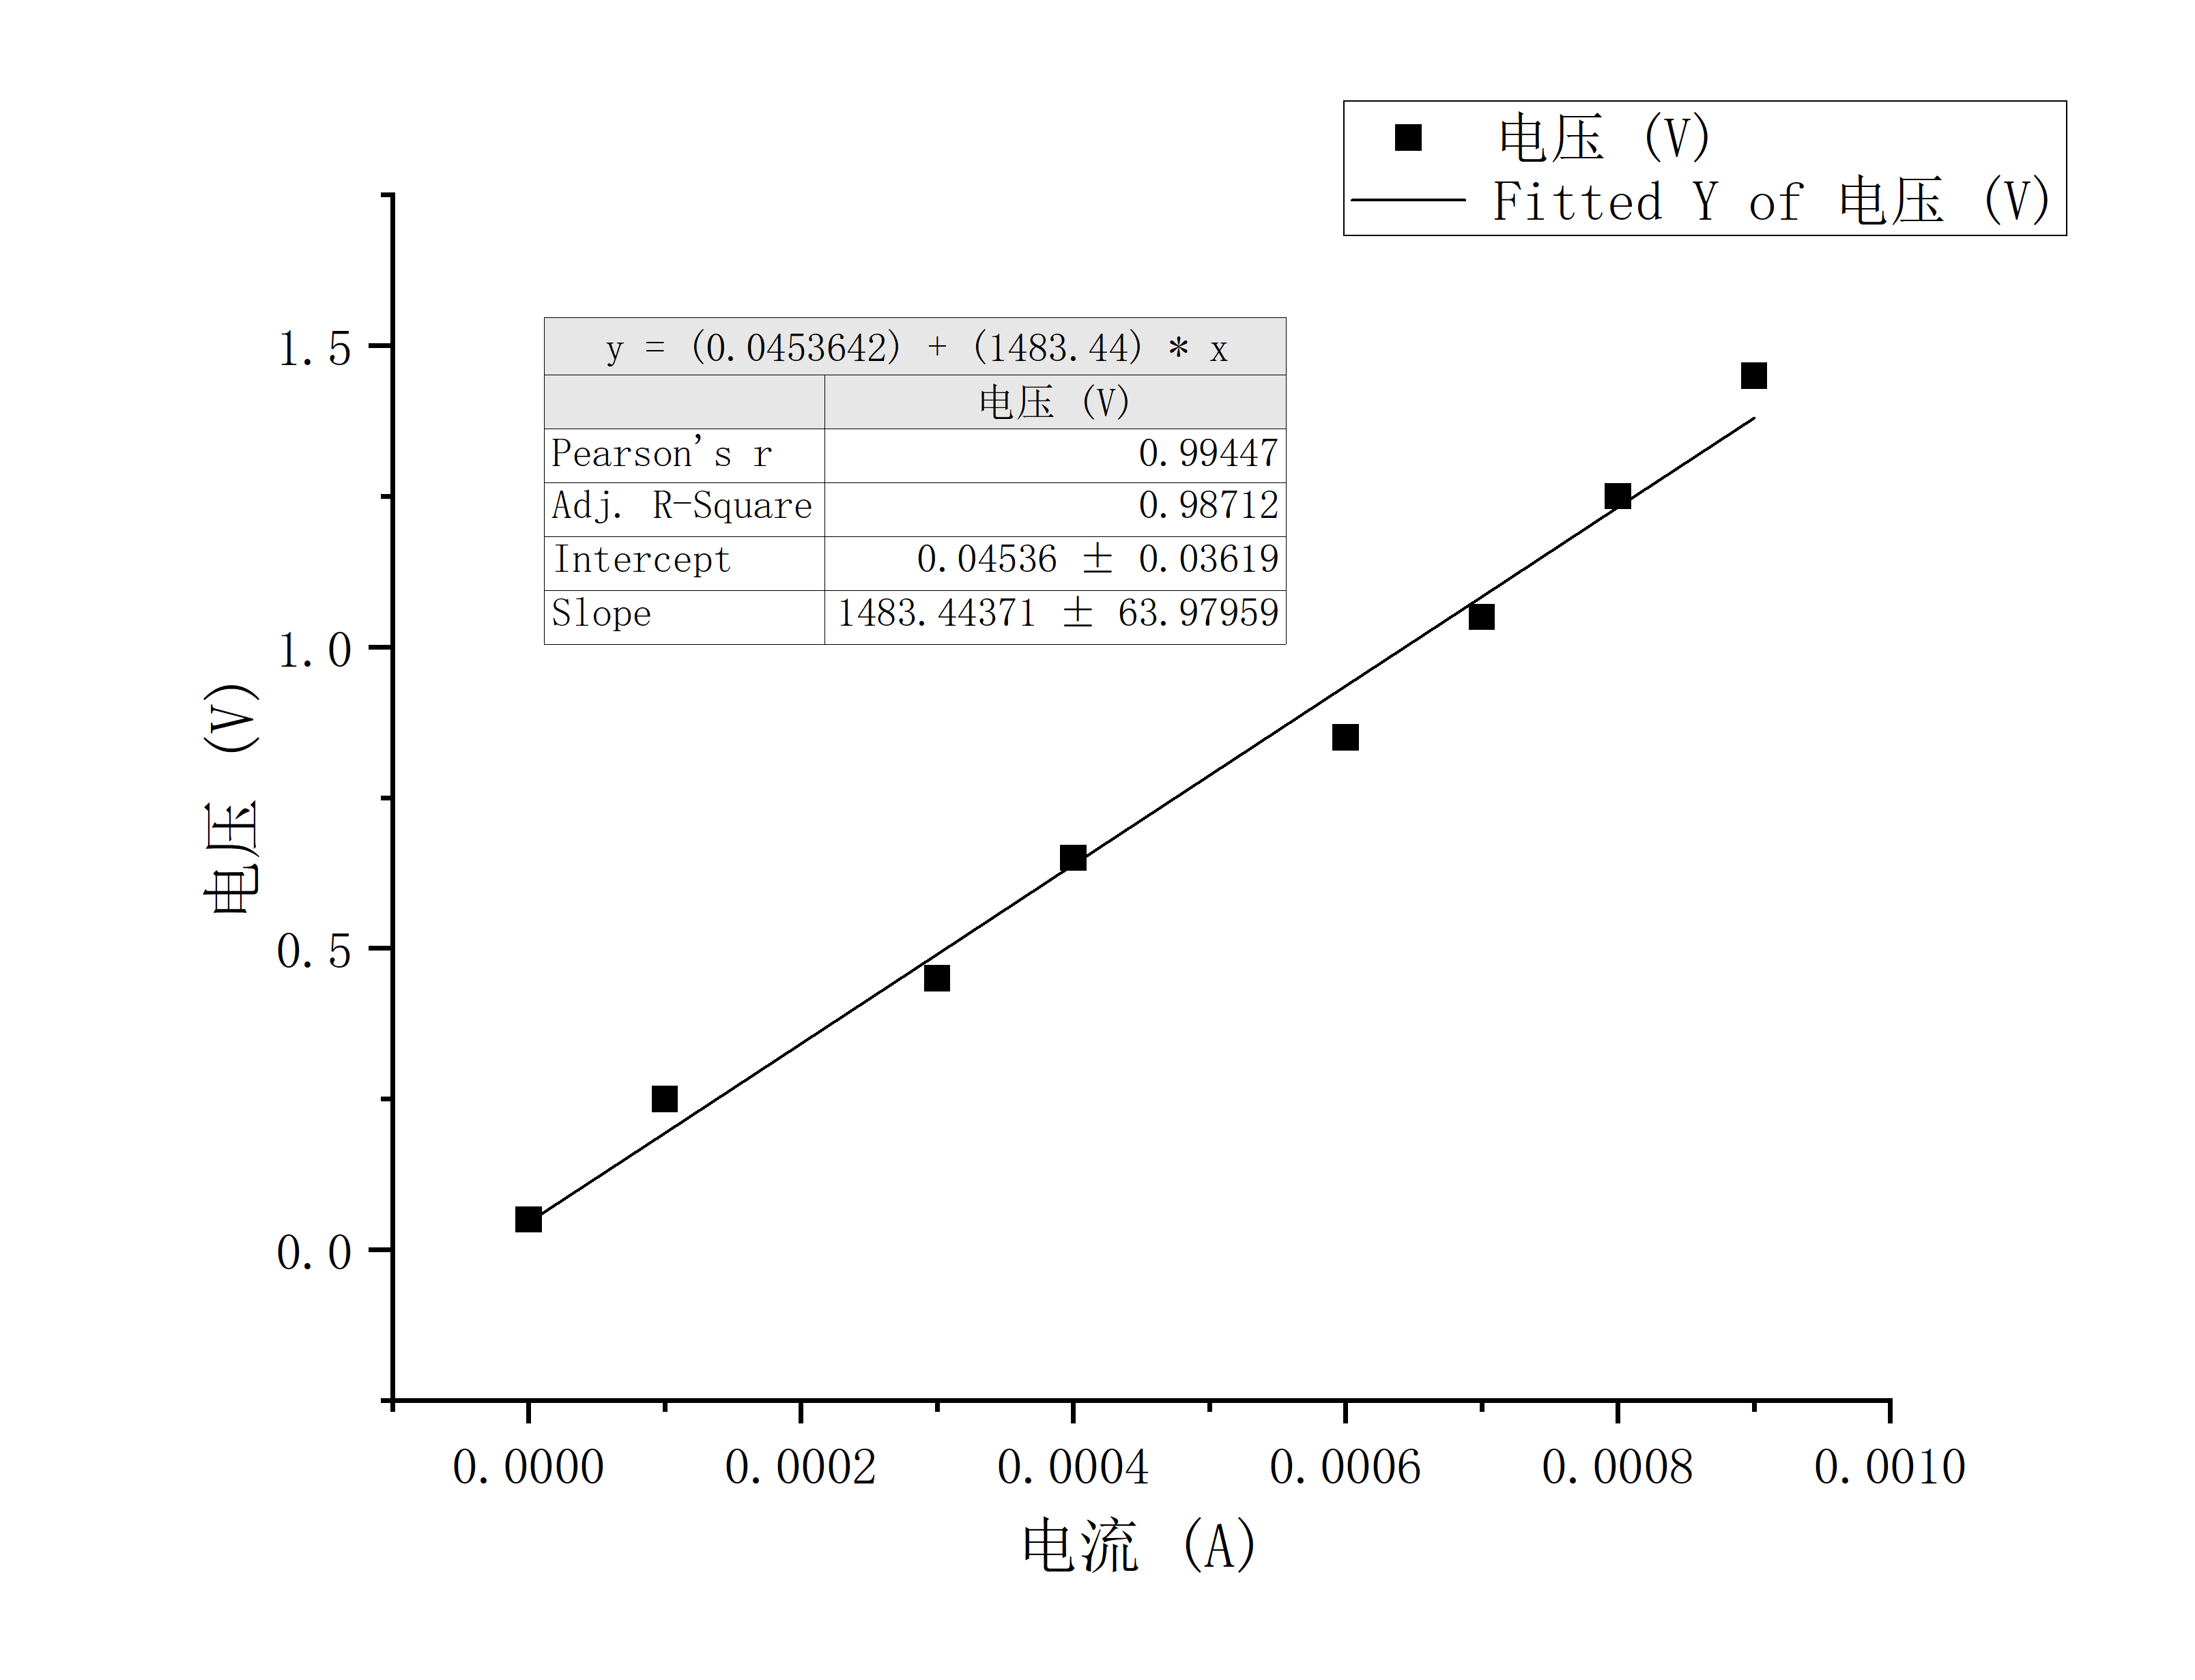 电压 (V)
Fitted Y of 电压 (V)
y = (0.0453642) + (1483.44) * x
电压 (V)
Pearson's r 0.99447
Adj. R-Square 0.98712
Intercept 0.04536 ± 0.03619
Slope 1483.44371 ± 63.97959
1.5
1.0
0.5
0.0
电压 (V)
0.0000 0.0002 0.0004 0.0006 0.0008 0.0010
电流 (A)